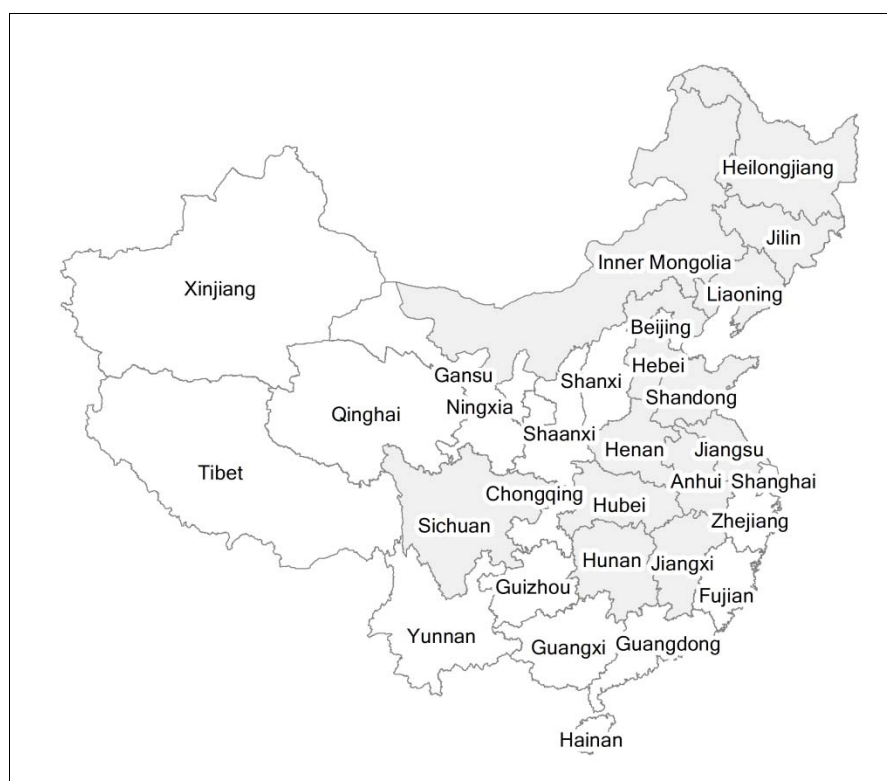 Heilongjiang
Jilin
Inner Mongolia
Liaoning
Xinjiang
Beijing
Hebei
Gansu
Shanxi
Shandong
Ningxia
Qinghai
Shaanxi
Henan
Jiangsu
Tibet
Anhui
Shanghai
Chongqing
Hubei
Zhejiang
Sichuan
Hunan
Jiangxi
Guizhou
Fujian
Yunnan
Guangxi
Guangdong
Hainan